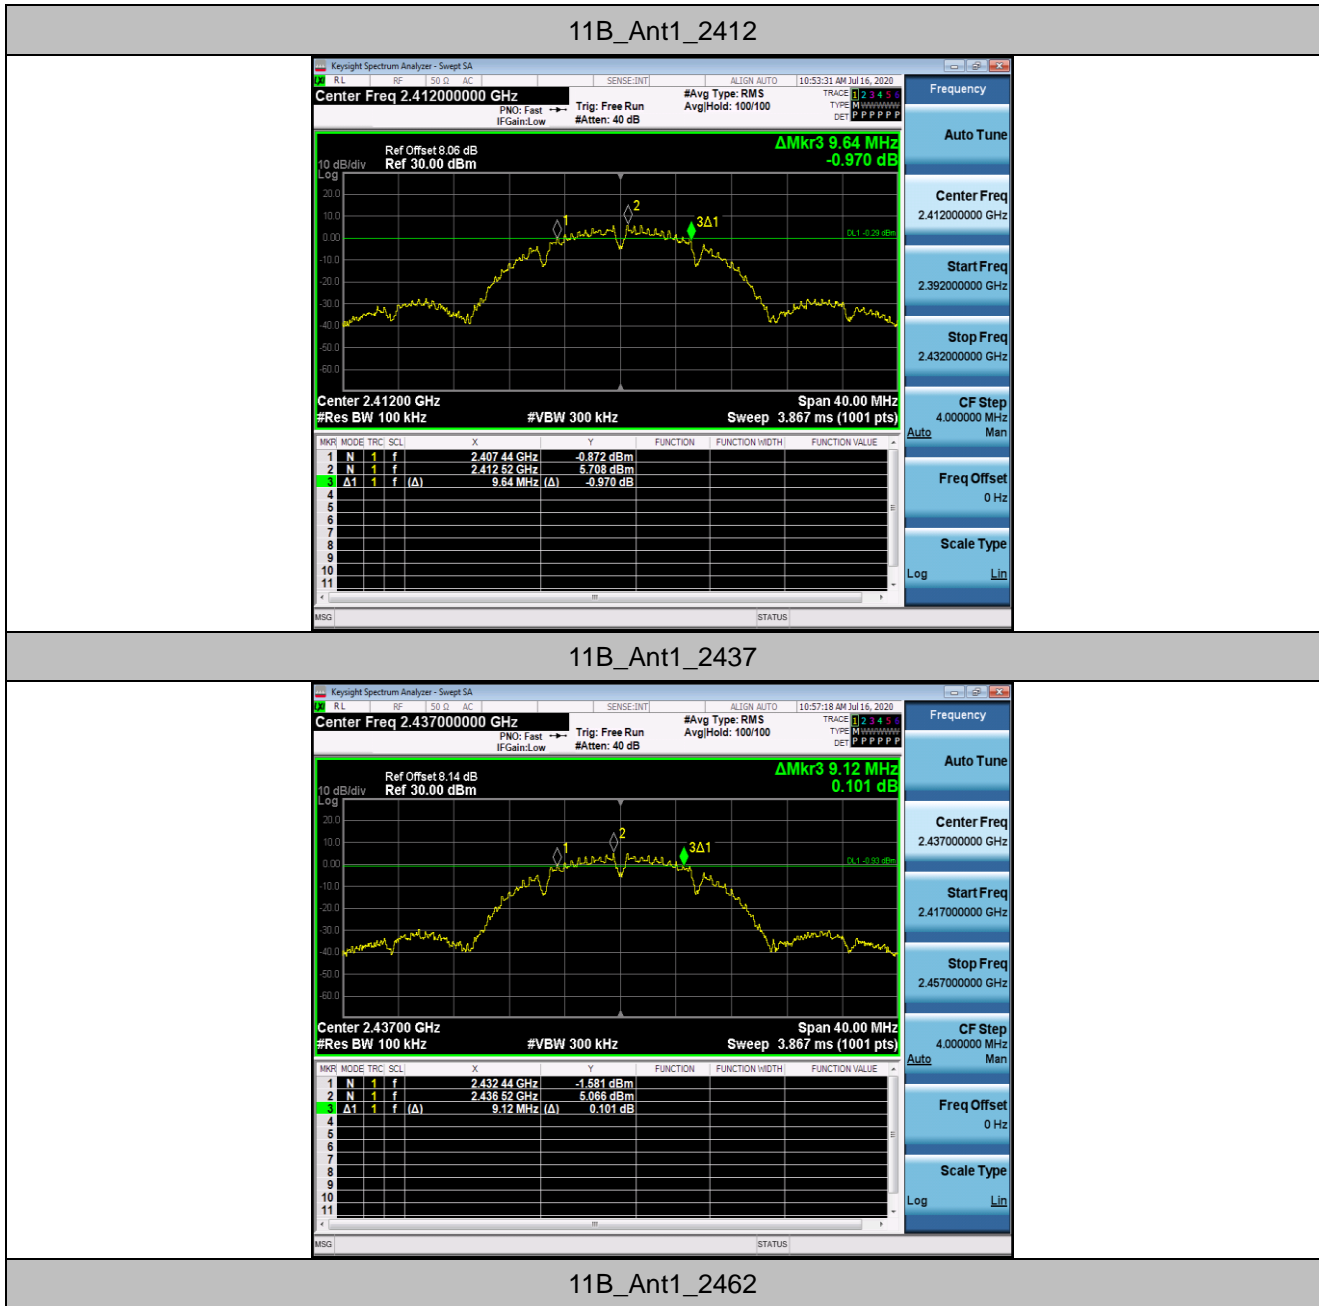 11B_Ant1_2412
Keysight Spectrum Analyzer - Swept SA
RL RF 50 Ω AC SENSE:INT ALIGN AUTO 10:53:31 AM Jul 16, 2020
Center Freq 2.412000000 GHz
PNO: Fast
IFGain:Low
Trig: Free Run
#Atten: 40 dB
#Avg Type: RMS
Avg|Hold: 100/100
TRACE 1 2 3 4 5 6
TYPE M
DET P P P P P P
Ref Offset 8.06 dB
Ref 30.00 dBm
10 dB/div
Log
ΔMkr3 9.64 MHz
-0.970 dB
20.0
10.0
0.00
-10.0
-20.0
-30.0
-40.0
-50.0
-60.0
1
2
3Δ1
DL1 -0.29 dBm
Center 2.41200 GHz Span 40.00 MHz
#Res BW 100 kHz #VBW 300 kHz Sweep 3.867 ms (1001 pts)
MKR MODE TRC SCL X Y FUNCTION FUNCTION WIDTH FUNCTION VALUE
1 N 1 f 2.407 44 GHz -0.872 dBm
2 N 1 f 2.412 52 GHz 5.708 dBm
3 Δ1 1 f (Δ) 9.64 MHz (Δ) -0.970 dB
4
5
6
7
8
9
10
11
MSG STATUS
Frequency
Auto Tune
Center Freq
2.412000000 GHz
Start Freq
2.392000000 GHz
Stop Freq
2.432000000 GHz
CF Step
4.000000 MHz
Auto Man
Freq Offset
0 Hz
Scale Type
Log Lin
11B_Ant1_2437
Keysight Spectrum Analyzer - Swept SA
RL RF 50 Ω AC SENSE:INT ALIGN AUTO 10:57:18 AM Jul 16, 2020
Center Freq 2.437000000 GHz
PNO: Fast
IFGain:Low
Trig: Free Run
#Atten: 40 dB
#Avg Type: RMS
Avg|Hold: 100/100
TRACE 1 2 3 4 5 6
TYPE M
DET P P P P P P
Ref Offset 8.14 dB
Ref 30.00 dBm
10 dB/div
Log
ΔMkr3 9.12 MHz
0.101 dB
20.0
10.0
0.00
-10.0
-20.0
-30.0
-40.0
-50.0
-60.0
1
2
3Δ1
DL1 -0.93 dBm
Center 2.43700 GHz Span 40.00 MHz
#Res BW 100 kHz #VBW 300 kHz Sweep 3.867 ms (1001 pts)
MKR MODE TRC SCL X Y FUNCTION FUNCTION WIDTH FUNCTION VALUE
1 N 1 f 2.432 44 GHz -1.581 dBm
2 N 1 f 2.436 52 GHz 5.066 dBm
3 Δ1 1 f (Δ) 9.12 MHz (Δ) 0.101 dB
4
5
6
7
8
9
10
11
MSG STATUS
Frequency
Auto Tune
Center Freq
2.437000000 GHz
Start Freq
2.417000000 GHz
Stop Freq
2.457000000 GHz
CF Step
4.000000 MHz
Auto Man
Freq Offset
0 Hz
Scale Type
Log Lin
11B_Ant1_2462